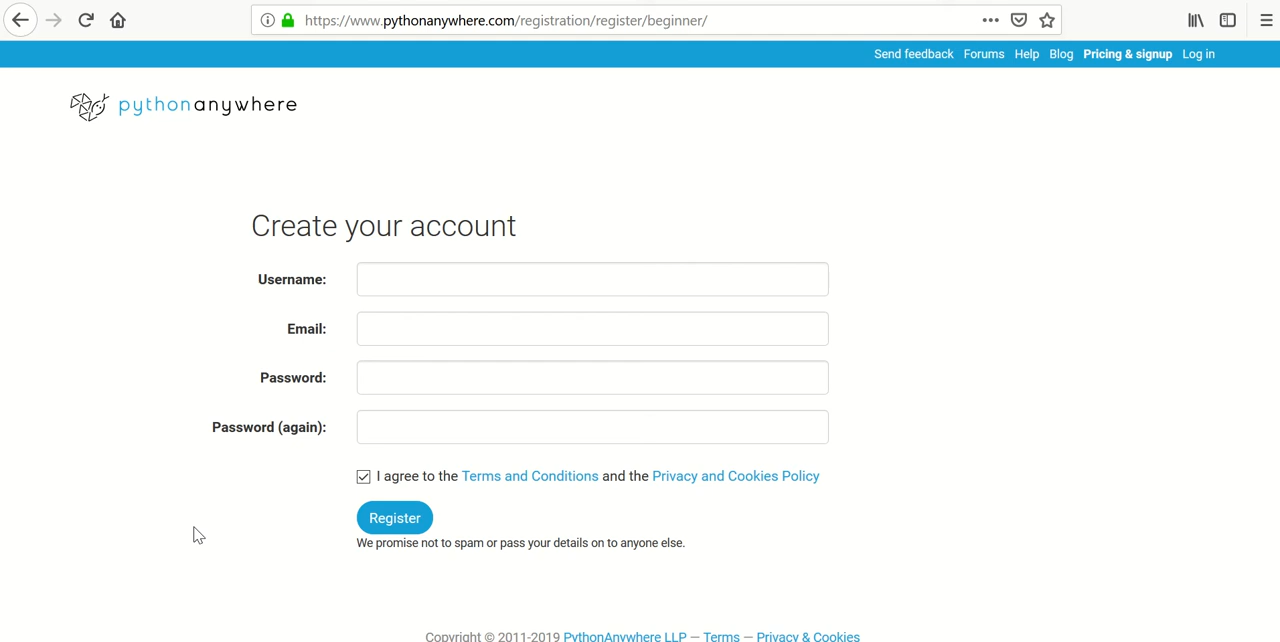 https://www.pythonanywhere.com/registration/register/beginner/
Send feedback Forums Help Blog Pricing & signup Log in
pythonanywhere
Create your account
Username:
Email:
Password:
Password (again):
I agree to the Terms and Conditions and the Privacy and Cookies Policy
Register
We promise not to spam or pass your details on to anyone else.
Copyright © 2011-2019 PythonAnywhere LLP — Terms — Privacy & Cookies